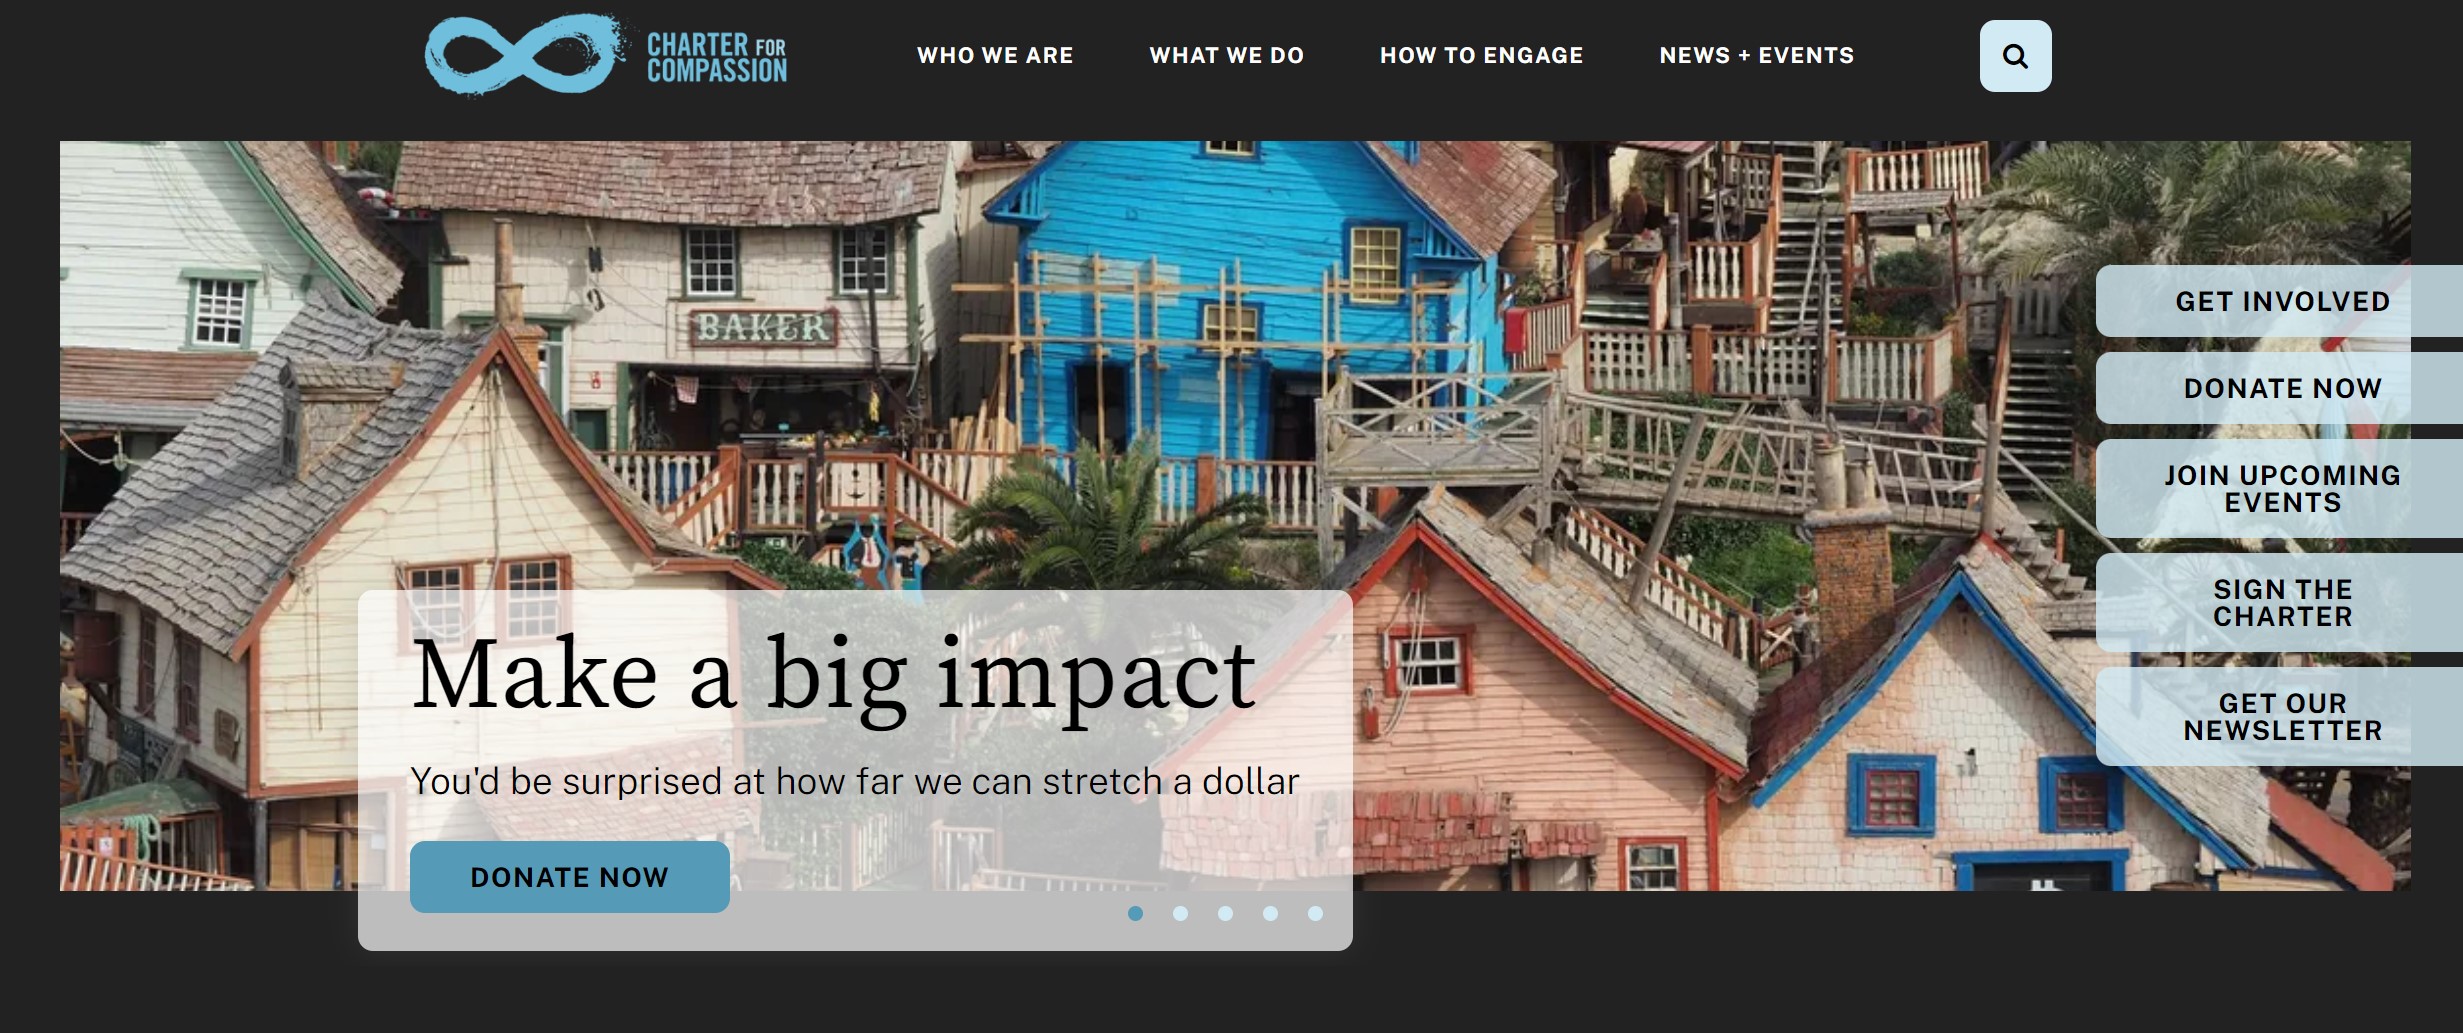 CHARTER FOR
COMPASSION
WHO WE ARE
WHAT WE DO
HOW TO ENGAGE
NEWS + EVENTS
BAKER
GET INVOLVED
DONATE NOW
JOIN UPCOMING
EVENTS
SIGN THE
CHARTER
GET OUR
NEWSLETTER
Make a big impact
You'd be surprised at how far we can stretch a dollar
DONATE NOW